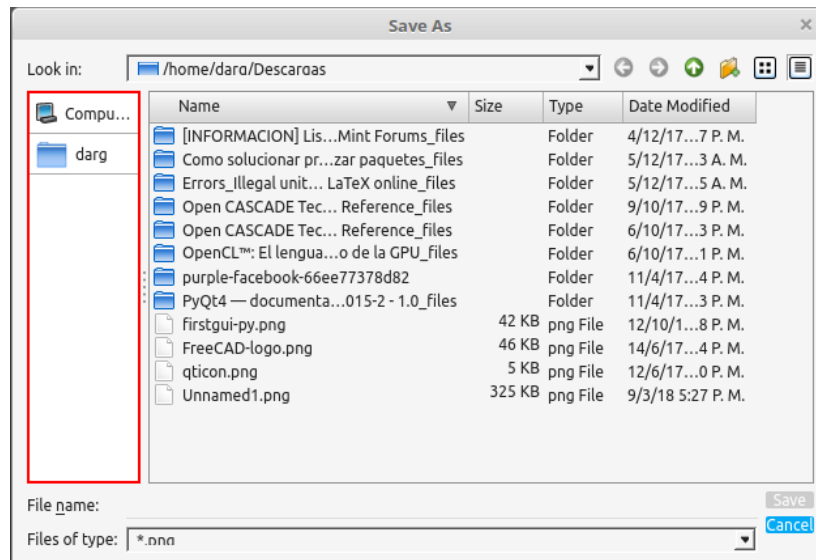 Save As
Look in: /home/darg/Descargas
Compu...
darg
Name Size Type Date Modified
[INFORMACION] Lis...Mint Forums_files Folder 4/12/17...7 P. M.
Como solucionar pr...zar paquetes_files Folder 5/12/17...3 A. M.
Errors_Illegal unit... LaTeX online_files Folder 5/12/17...5 A. M.
Open CASCADE Tec... Reference_files Folder 9/10/17...9 P. M.
Open CASCADE Tec... Reference_files Folder 6/10/17...3 P. M.
OpenCL™: El lengua...o de la GPU_files Folder 6/10/17...1 P. M.
purple-facebook-66ee77378d82 Folder 11/4/17...4 P. M.
PyQt4 — documenta...015-2 - 1.0_files Folder 11/4/17...3 P. M.
firstgui-py.png 42 KB png File 12/10/1...8 P. M.
FreeCAD-logo.png 46 KB png File 14/6/17...4 P. M.
qticon.png 5 KB png File 12/6/17...0 P. M.
Unnamed1.png 325 KB png File 9/3/18 5:27 P. M.
File name: Save
Files of type: *.png Cancel